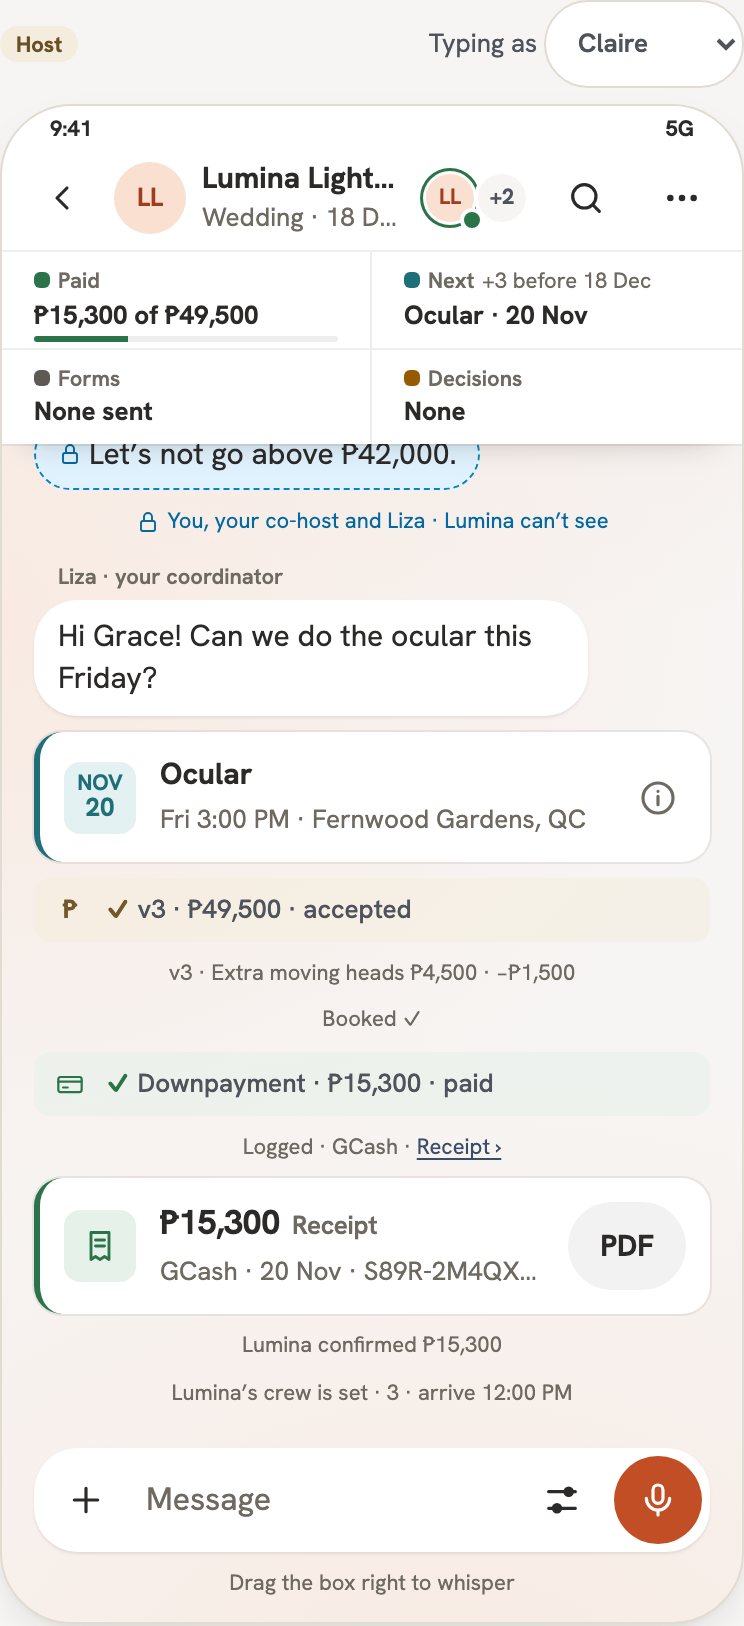 Host
Typing as
Claire
9:41
5G
LL
Lumina Light...
Wedding · 18 D...
LL
+2
Paid
₱15,300 of ₱49,500
Next +3 before 18 Dec
Ocular · 20 Nov
Forms
None sent
Decisions
None
Let’s not go above ₱42,000.
You, your co-host and Liza · Lumina can’t see
Liza · your coordinator
Hi Grace! Can we do the ocular this
Friday?
NOV
20
Ocular
Fri 3:00 PM · Fernwood Gardens, QC
₱ ✓ v3 · ₱49,500 · accepted
v3 · Extra moving heads ₱4,500 · −₱1,500
Booked ✓
✓ Downpayment · ₱15,300 · paid
Logged · GCash · Receipt ›
₱15,300 Receipt
GCash · 20 Nov · S89R-2M4QX...
PDF
Lumina confirmed ₱15,300
Lumina’s crew is set · 3 · arrive 12:00 PM
Message
Drag the box right to whisper